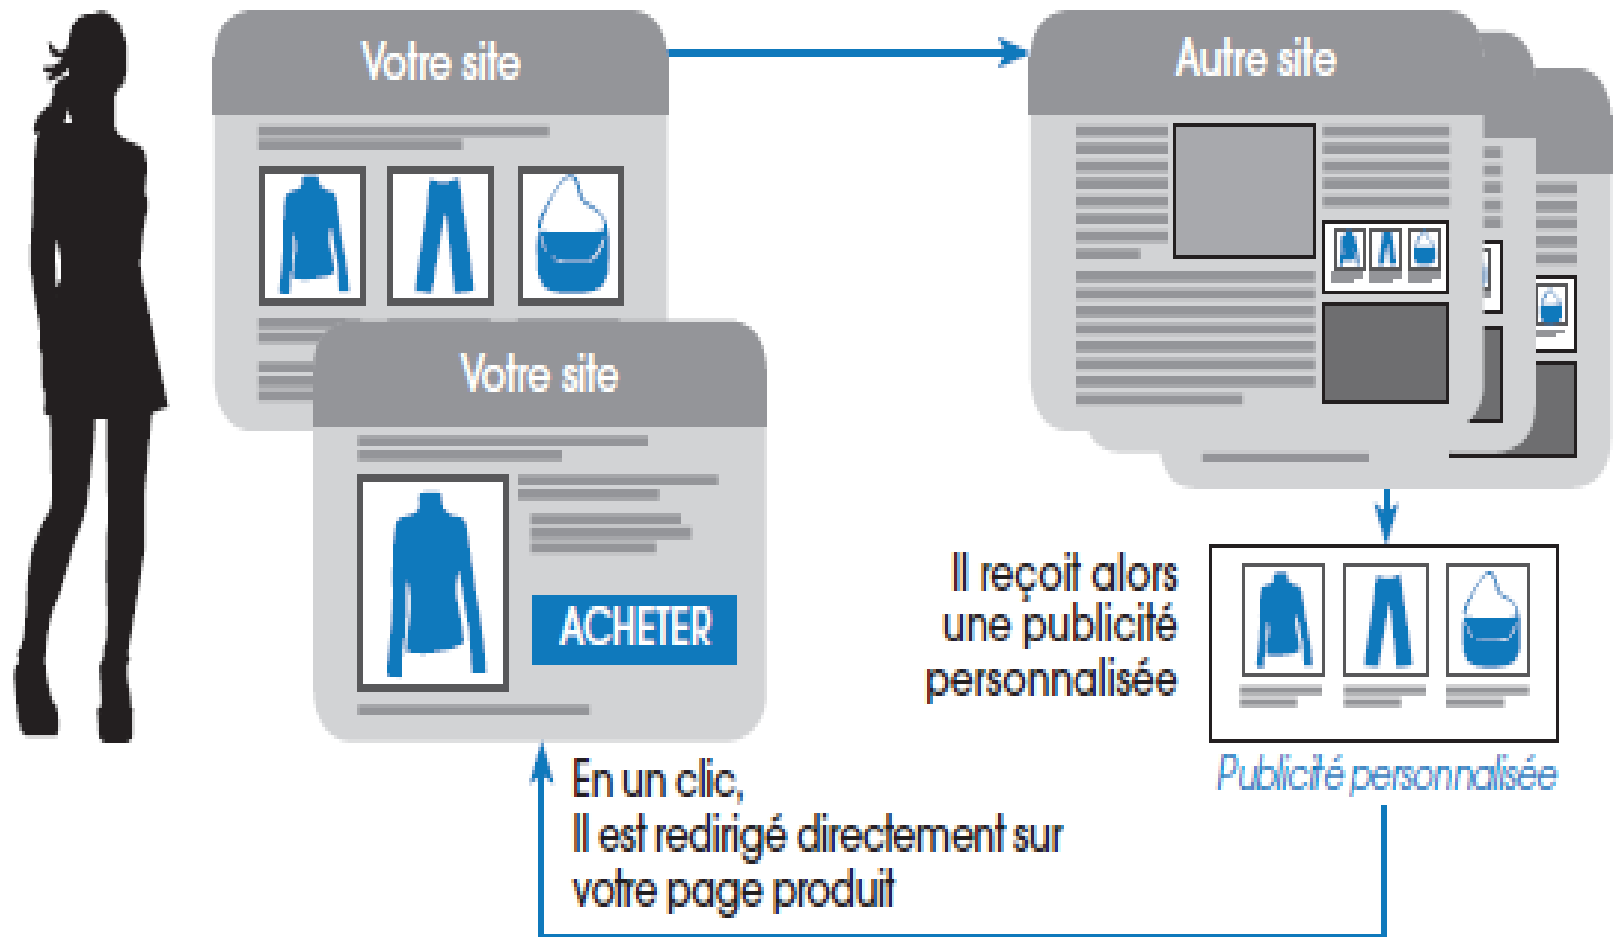 Votre site
Autre site
Votre site
ACHETER
Il reçoit alors
une publicité
personnalisée
Publicité personnalisée
En un clic,
Il est redirigé directement sur
votre page produit